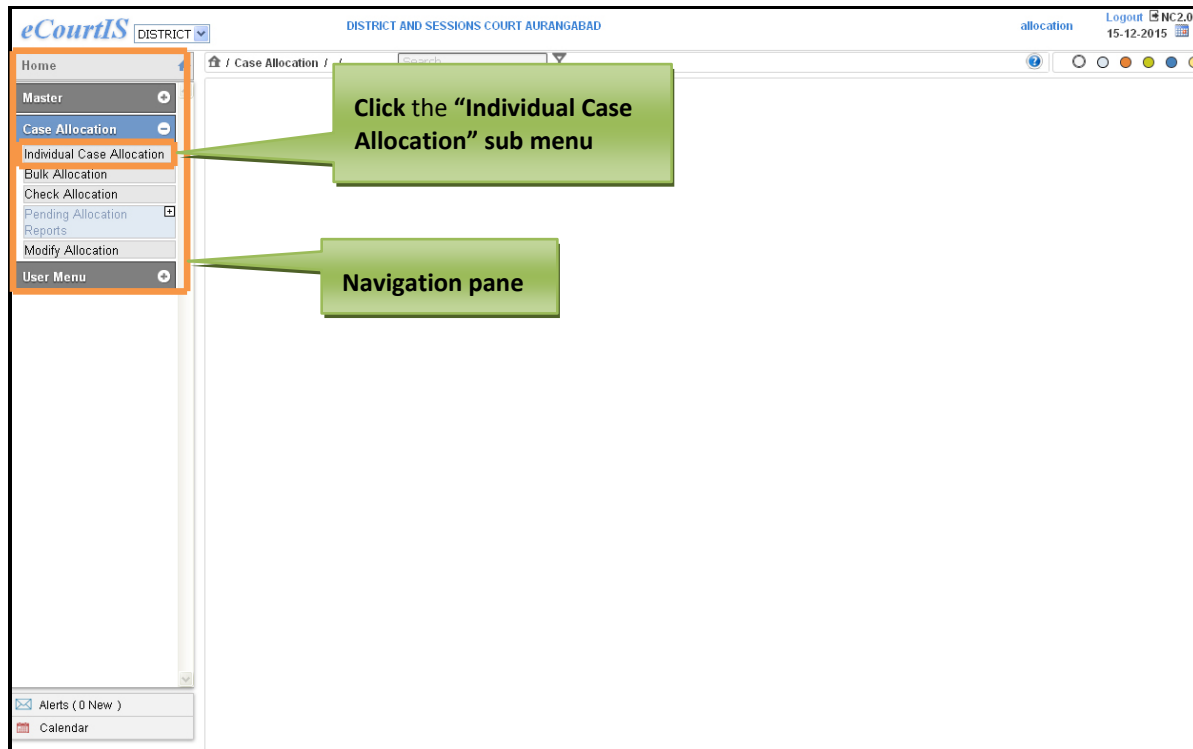 eCourtIS DISTRICT
DISTRICT AND SESSIONS COURT AURANGABAD
allocation
Logout NC2.0
15-12-2015
Home
/ Case Allocation / /
Search
Master
Case Allocation
Individual Case Allocation
Bulk Allocation
Check Allocation
Pending Allocation
Reports
Modify Allocation
User Menu
Click the “Individual Case
Allocation” sub menu
Navigation pane
Alerts ( 0 New )
Calendar